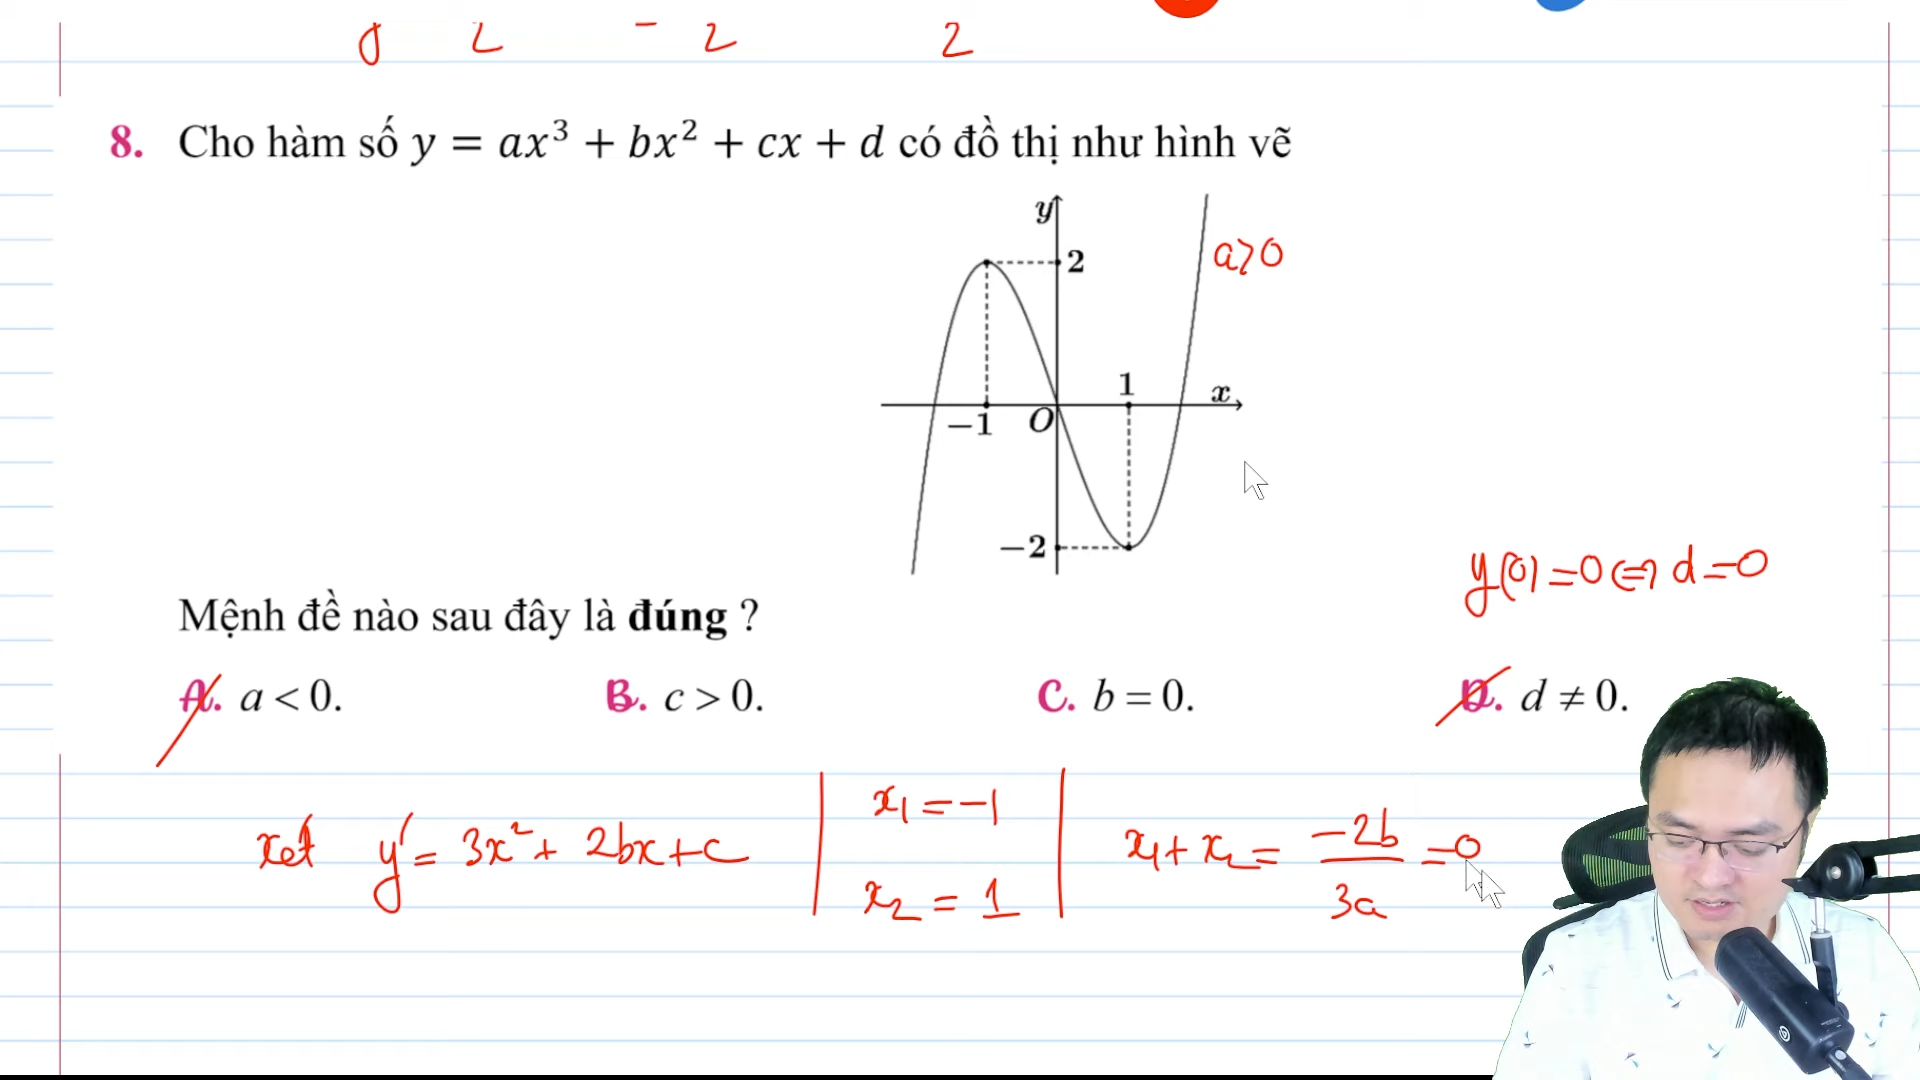 8. Cho hàm số y = ax³ + bx² + cx + d có đồ thị như hình vẽ
y
2
a>0
1
x
-1
O
-2
y(0) = 0 ⇔ d = 0
Mệnh đề nào sau đây là đúng ?
A. a < 0. B. c > 0. C. b = 0. D. d ≠ 0.
xét y' = 3x² + 2bx + c
x₁ = -1
x₂ = 1
x₁ + x₂ = -2b/3a = 0